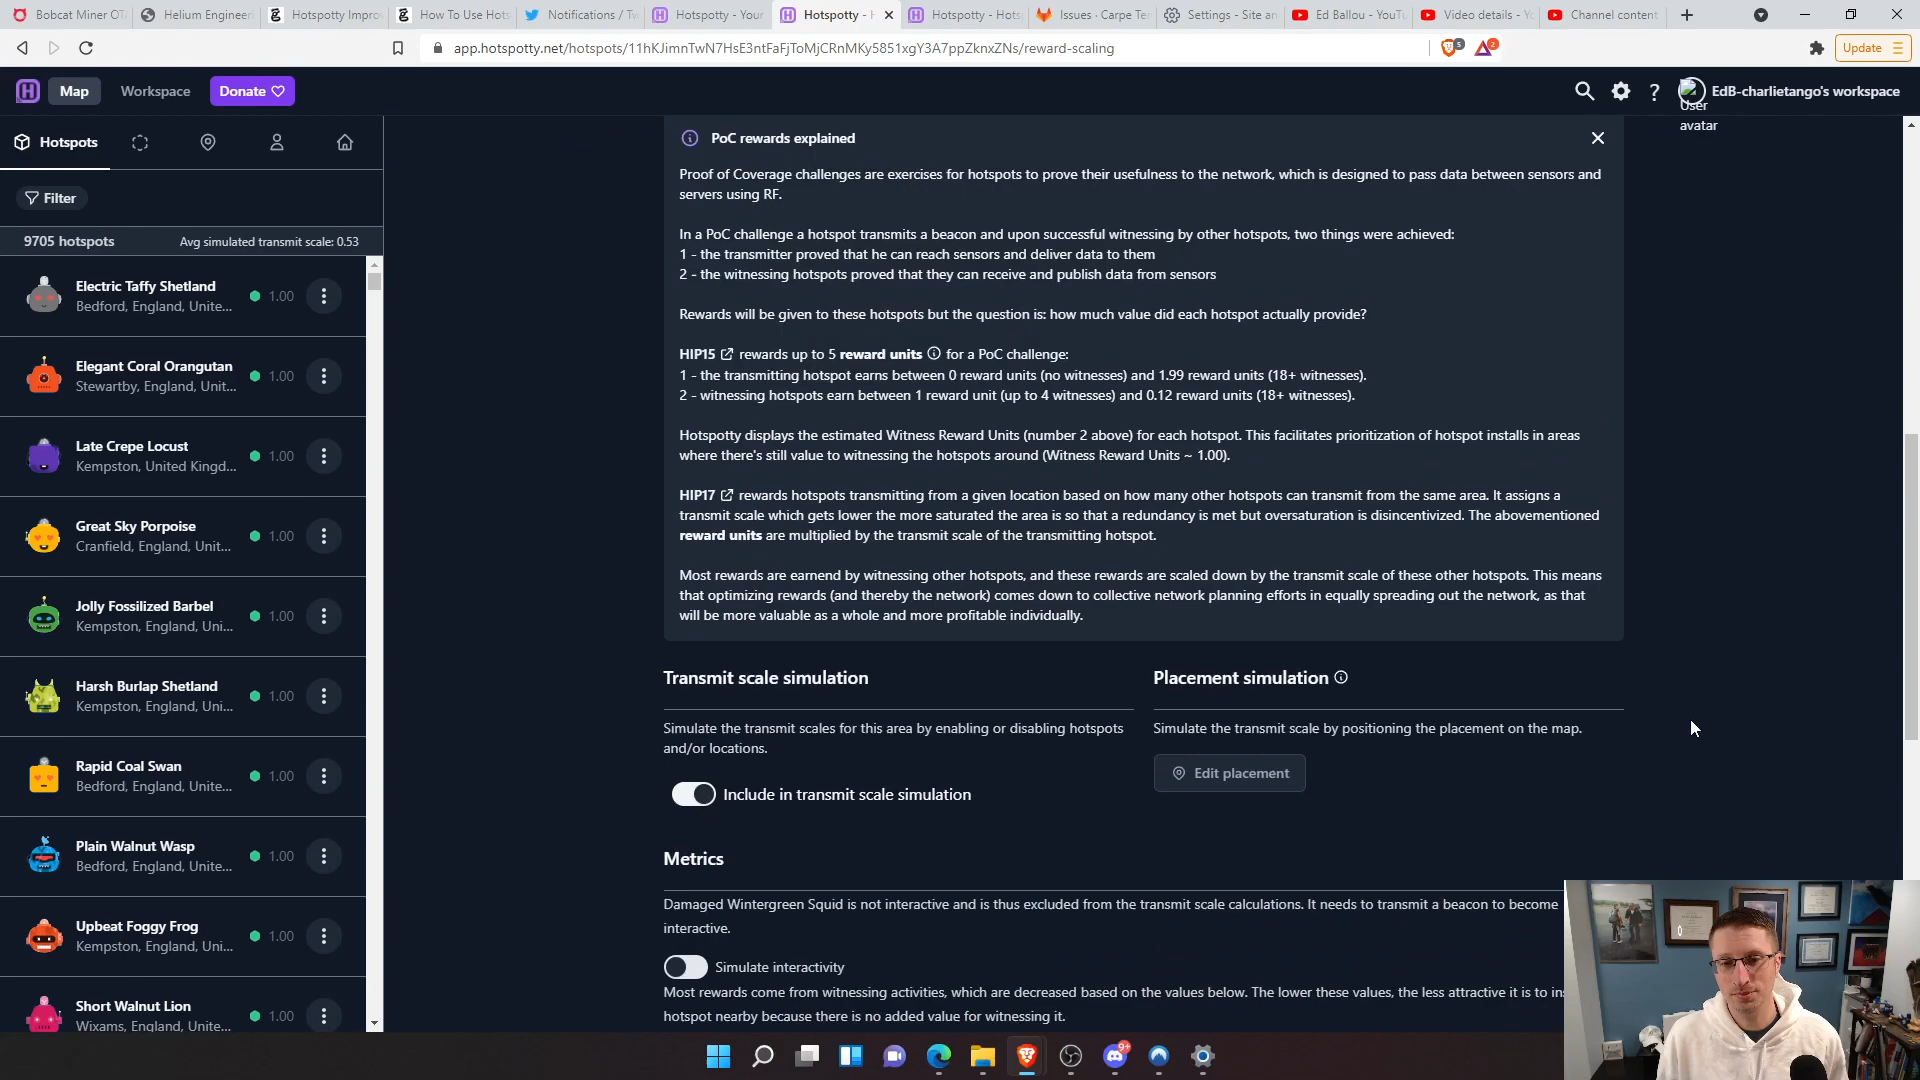 Bobcat Miner OT
Helium Engineeri
Hotspotty Impro
How To Use Hots
Notifications / Tw
Hotspotty - Your
Hotspotty - H
Hotspotty - Hots
Issues · Carpe Te
Settings - Site an
Ed Ballou - YouTu
Video details - Yo
Channel content
app.hotspotty.net/hotspots/11hKJimnTwN7HsE3ntFaFjToMjCRnMKy5851xgY3A7ppZknxZNs/reward-scaling
5
2
Update
Map
Workspace
Donate
?
User avatar
EdB-charlietango's workspace
Hotspots
Filter
9705 hotspots
Avg simulated transmit scale: 0.53
Electric Taffy Shetland
Bedford, England, Unite...
1.00
Elegant Coral Orangutan
Stewartby, England, Unit...
1.00
Late Crepe Locust
Kempston, United Kingd...
1.00
Great Sky Porpoise
Cranfield, England, Unit...
1.00
Jolly Fossilized Barbel
Kempston, England, Uni...
1.00
Harsh Burlap Shetland
Kempston, England, Uni...
1.00
Rapid Coal Swan
Bedford, England, Unite...
1.00
Plain Walnut Wasp
Bedford, England, Unite...
1.00
Upbeat Foggy Frog
Kempston, England, Uni...
1.00
Short Walnut Lion
Wixams, England, Unite...
1.00
PoC rewards explained
Proof of Coverage challenges are exercises for hotspots to prove their usefulness to the network, which is designed to pass data between sensors and
servers using RF.
In a PoC challenge a hotspot transmits a beacon and upon successful witnessing by other hotspots, two things were achieved:
1 - the transmitter proved that he can reach sensors and deliver data to them
2 - the witnessing hotspots proved that they can receive and publish data from sensors
Rewards will be given to these hotspots but the question is: how much value did each hotspot actually provide?
HIP15 rewards up to 5 reward units for a PoC challenge:
1 - the transmitting hotspot earns between 0 reward units (no witnesses) and 1.99 reward units (18+ witnesses).
2 - witnessing hotspots earn between 1 reward unit (up to 4 witnesses) and 0.12 reward units (18+ witnesses).
Hotspotty displays the estimated Witness Reward Units (number 2 above) for each hotspot. This facilitates prioritization of hotspot installs in areas
where there's still value to witnessing the hotspots around (Witness Reward Units ~ 1.00).
HIP17 rewards hotspots transmitting from a given location based on how many other hotspots can transmit from the same area. It assigns a
transmit scale which gets lower the more saturated the area is so that a redundancy is met but oversaturation is disincentivized. The abovementioned
reward units are multiplied by the transmit scale of the transmitting hotspot.
Most rewards are earnend by witnessing other hotspots, and these rewards are scaled down by the transmit scale of these other hotspots. This means
that optimizing rewards (and thereby the network) comes down to collective network planning efforts in equally spreading out the network, as that
will be more valuable as a whole and more profitable individually.
Transmit scale simulation
Simulate the transmit scales for this area by enabling or disabling hotspots
and/or locations.
Include in transmit scale simulation
Placement simulation
Simulate the transmit scale by positioning the placement on the map.
Edit placement
Metrics
Damaged Wintergreen Squid is not interactive and is thus excluded from the transmit scale calculations. It needs to transmit a beacon to become
interactive.
Simulate interactivity
Most rewards come from witnessing activities, which are decreased based on the values below. The lower these values, the less attractive it is to ins
hotspot nearby because there is no added value for witnessing it.
9+